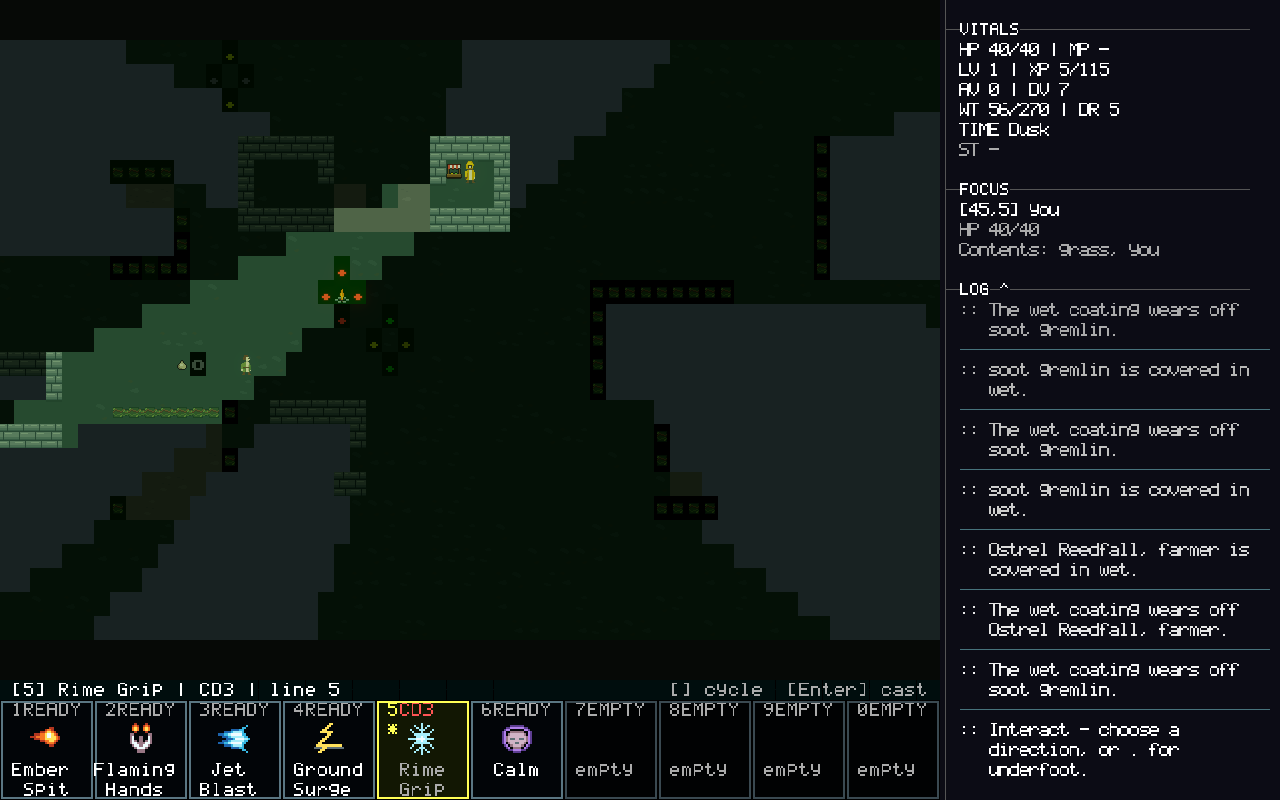 VITALS
HP 40/40 | MP -
LV 1 | XP 5/115
AV 0 | DV 7
WT 56/270 | DR 5
TIME Dusk
ST -
FOCUS
[45,5] You
HP 40/40
Contents: grass, You
LOG ^
:: The wet coating wears off
soot gremlin.
:: soot gremlin is covered in
wet.
:: The wet coating wears off
soot gremlin.
:: soot gremlin is covered in
wet.
:: Ostrel Reedfall, farmer is
covered in wet.
:: The wet coating wears off
Ostrel Reedfall, farmer.
:: The wet coating wears off
soot gremlin.
:: Interact - choose a
direction, or . for
underfoot.
[5] Rime Grip | CD3 | line 5
[] cycle [Enter] cast
1READY 2READY 3READY 4READY 5CD3 6READY 7EMPTY 8EMPTY 9EMPTY 0EMPTY
*
Ember Flaming Jet Ground Rime Calm empty empty empty empty
Spit Hands Blast Surge Grip